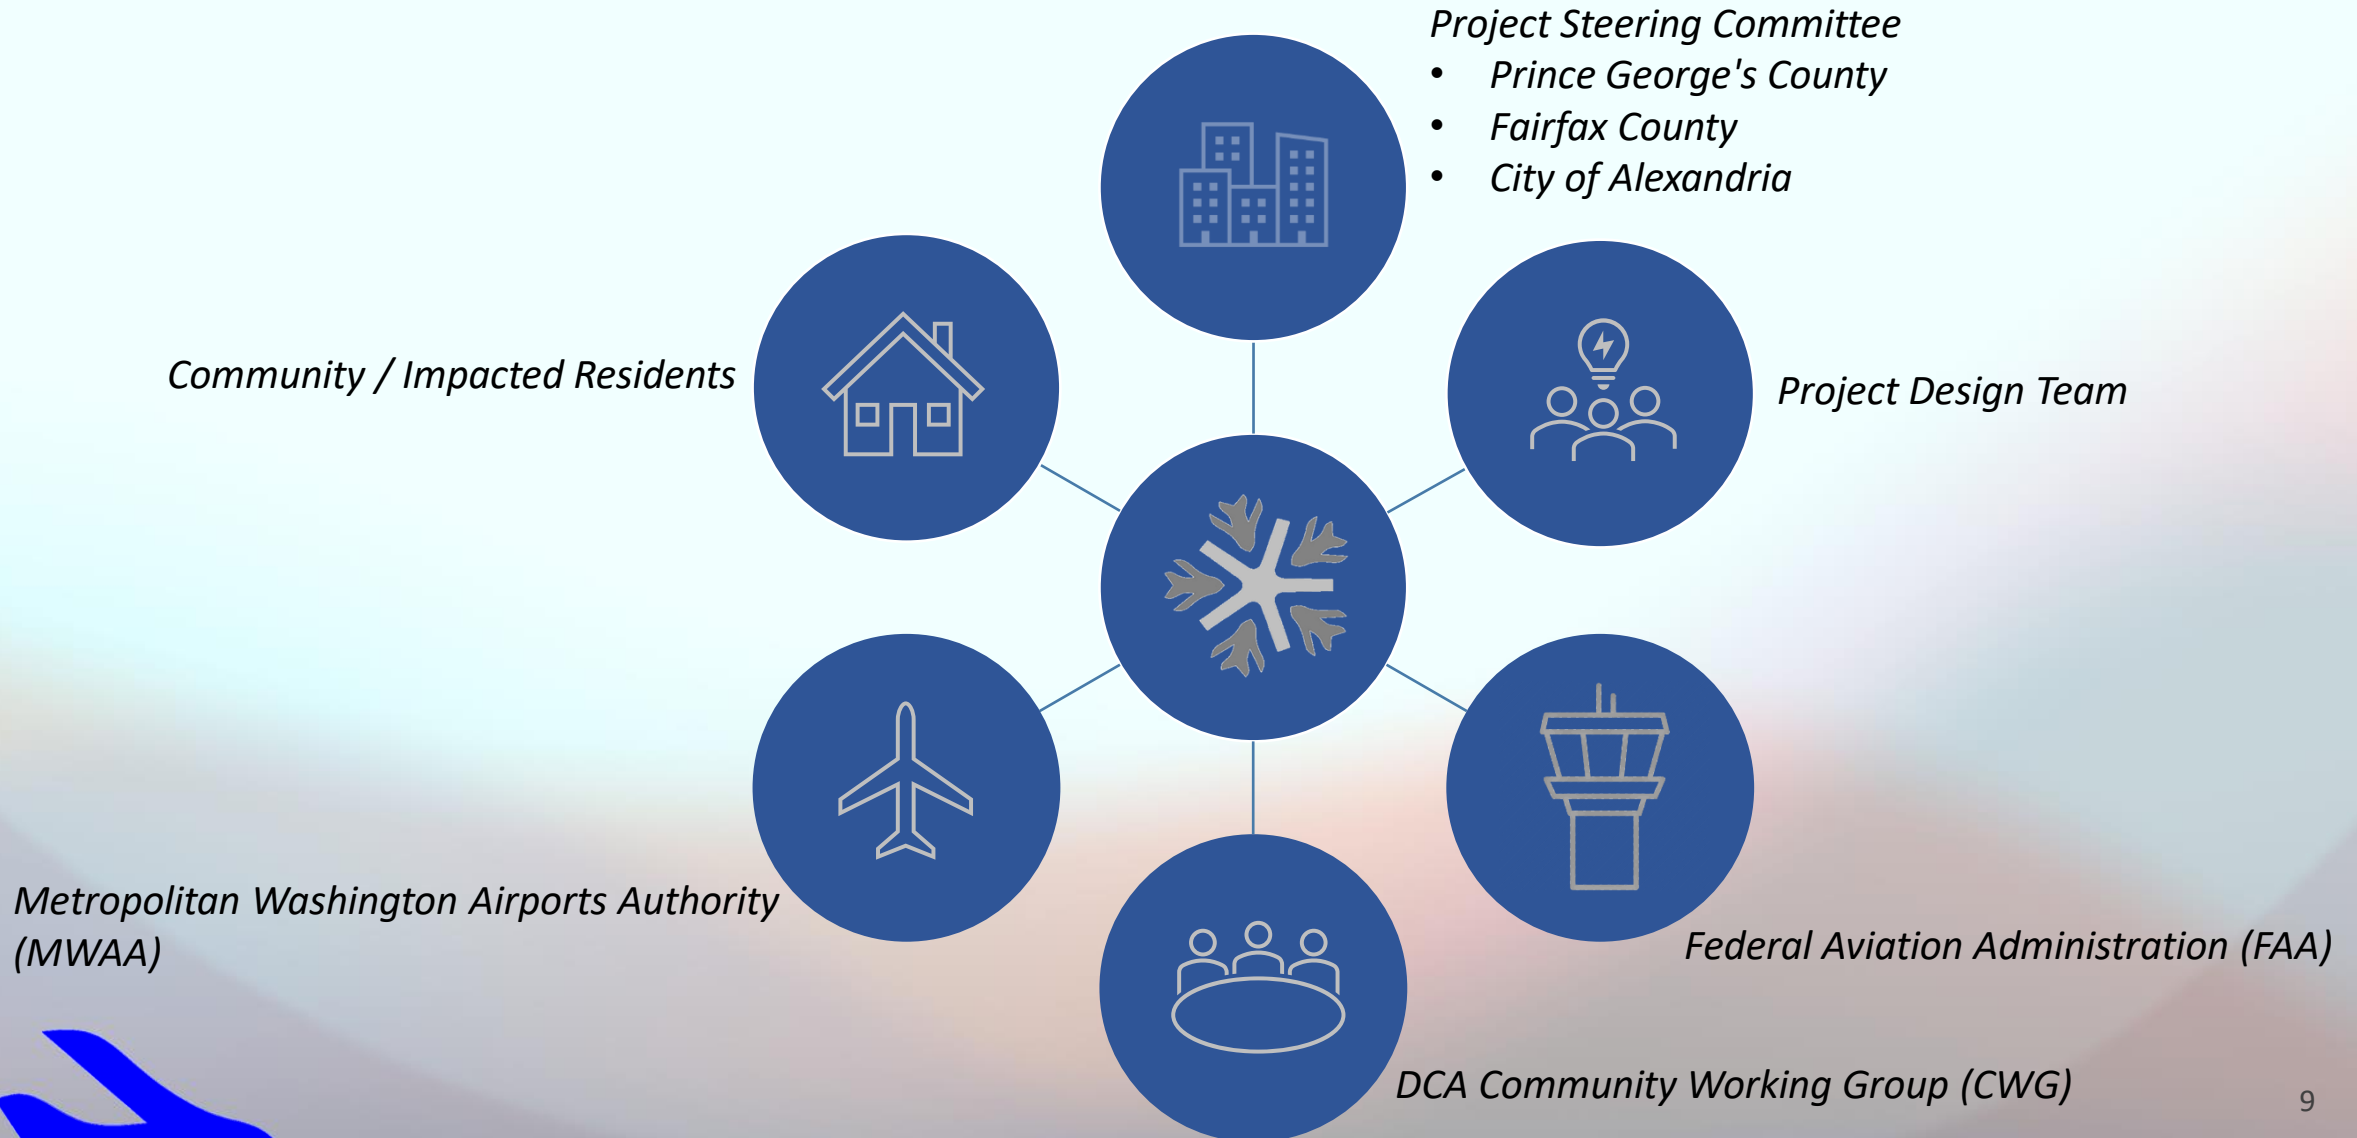 Project Steering Committee
• Prince George's County
• Fairfax County
• City of Alexandria
Community / Impacted Residents
Project Design Team
Metropolitan Washington Airports Authority
(MWAA)
Federal Aviation Administration (FAA)
DCA Community Working Group (CWG)
9